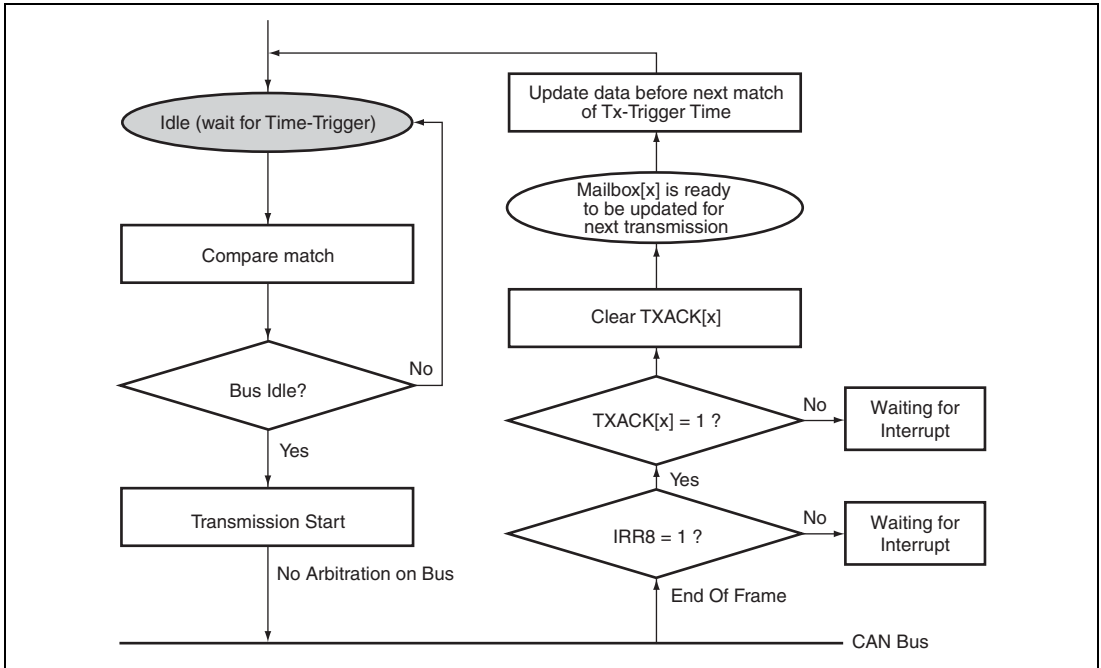 Idle (wait for Time-Trigger)
Compare match
Bus Idle?
No
Yes
Transmission Start
No Arbitration on Bus
Update data before next match
of Tx-Trigger Time
Mailbox[x] is ready
to be updated for
next transmission
Clear TXACK[x]
TXACK[x] = 1 ?
No
Waiting for
Interrupt
Yes
IRR8 = 1 ?
No
Waiting for
Interrupt
End Of Frame
CAN Bus